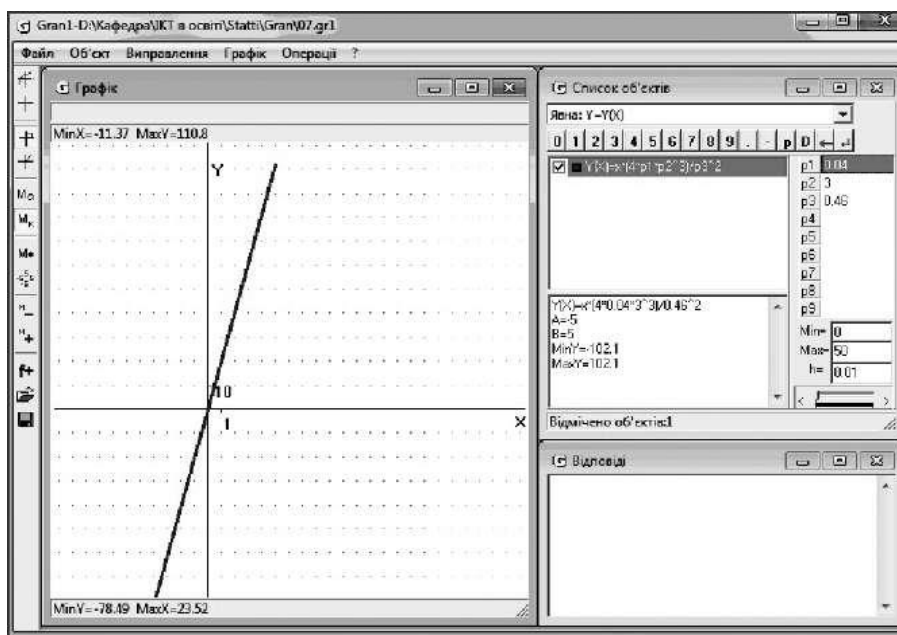 Gran1-D:\Кафедра\ІКТ в освіті\Statti\Gran\07.gr1
Файл Об'єкт Виправлення Графік Операції ?
Графік
MinX=-11.37 MaxY=110.8
Y
10
1
X
MinY=-78.49 MaxX=23.52
Список об'єктів
Явна: Y=Y(X)
0 1 2 3 4 5 6 7 8 9 . - p D
Y(X)=x*(4*p1*p2^3)/p3^2
p1 0.04
p2 3
p3 0.46
p4
p5
p6
p7
p8
p9
Y(X)=x*(4*0.04*3^3)/0.46^2
A=-5
B=5
MinY=-102.1
MaxY=102.1
Min= 0
Max= 50
h= 0.01
Відмічено об'єктів:1
Відповіді